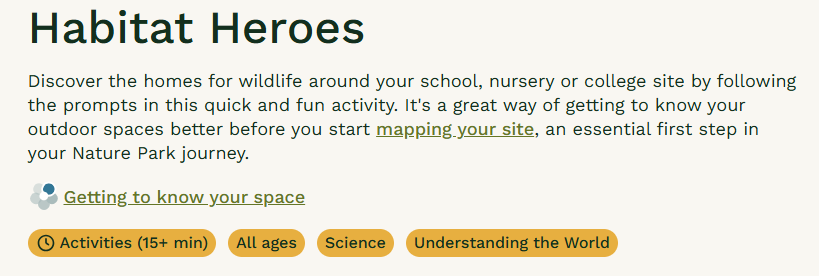 Habitat Heroes
Discover the homes for wildlife around your school, nursery or college site by following
the prompts in this quick and fun activity. It's a great way of getting to know your
outdoor spaces better before you start mapping your site, an essential first step in
your Nature Park journey.
Getting to know your space
Activities (15+ min) All ages Science Understanding the World